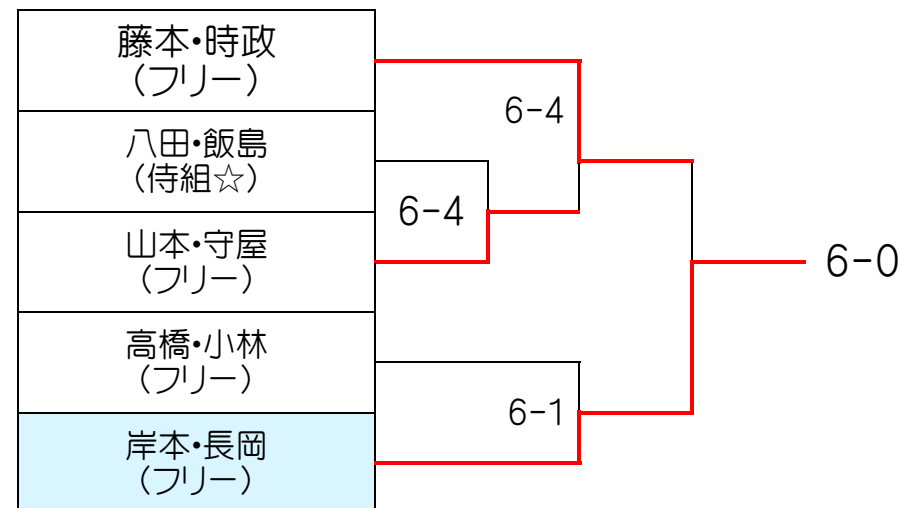 藤本・時政
(フリー)
6-4
八田・飯島
(侍組☆)
6-4
山本・守屋
(フリー)
6-0
高橋・小林
(フリー)
6-1
岸本・長岡
(フリー)